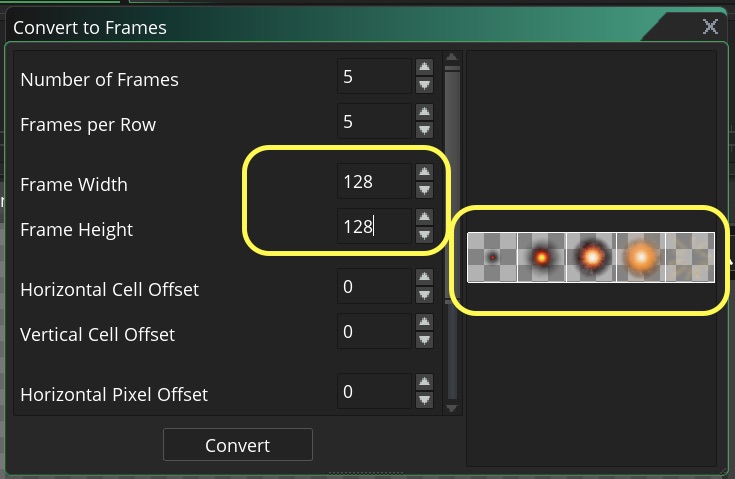 Convert to Frames
Number of Frames 5
Frames per Row 5
Frame Width 128
Frame Height 128
Horizontal Cell Offset 0
Vertical Cell Offset 0
Horizontal Pixel Offset 0
Convert